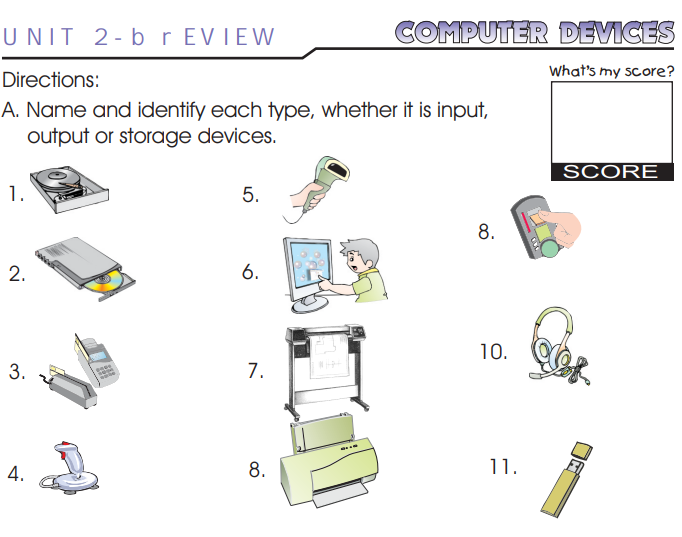 UNIT 2-b rEVIEW
COMPUTER DEVICES
Directions:
What's my score?
A. Name and identify each type, whether it is input,
output or storage devices.
SCORE
1.
2.
3.
4.
5.
6.
7.
8.
8.
10.
11.